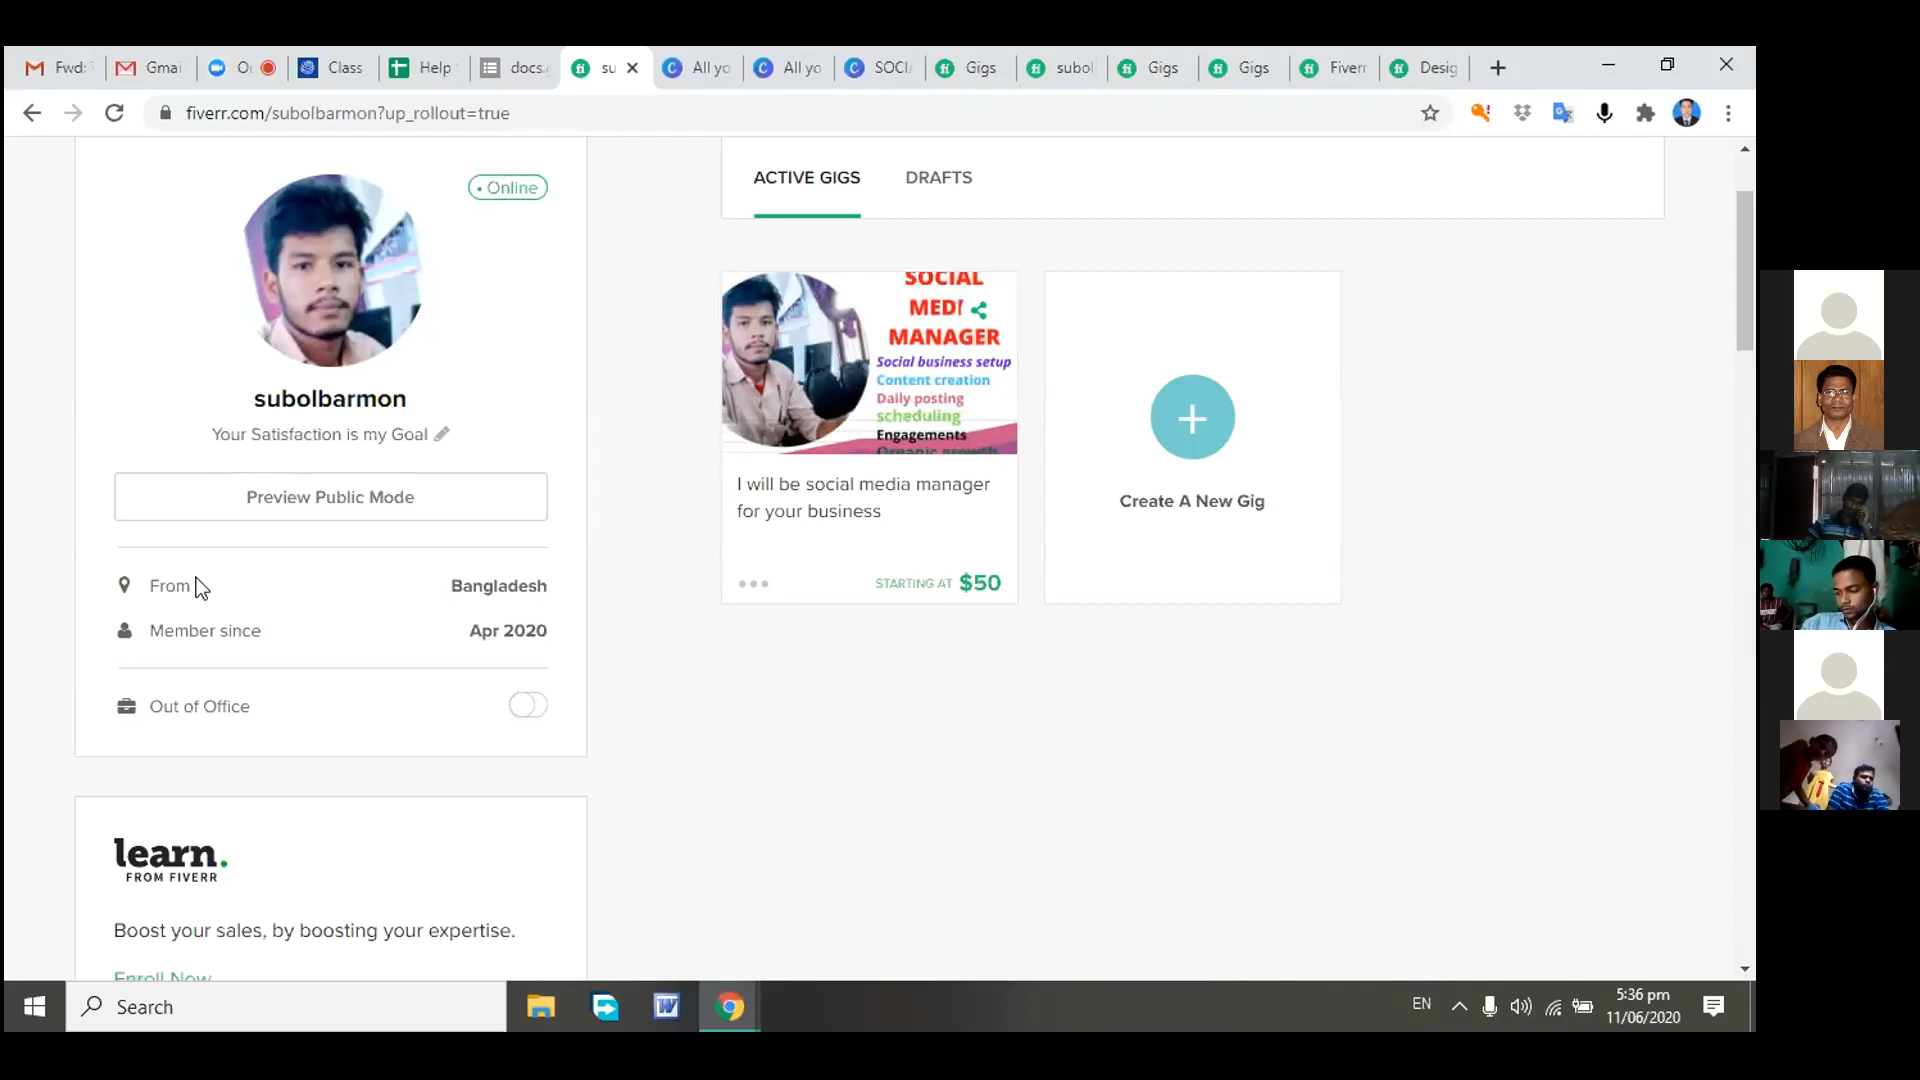 Fwd:
Gmai
Class
Help
docs.
su
All yo
All yo
SOCI
Gigs
subol
Gigs
Gigs
Fiverr
Desig
fiverr.com/subolbarmon?up_rollout=true
Online
subolbarmon
Your Satisfaction is my Goal
Preview Public Mode
From
Bangladesh
Member since
Apr 2020
Out of Office
learn.
FROM FIVERR
Boost your sales, by boosting your expertise.
Enroll Now
ACTIVE GIGS
DRAFTS
SOCIAL
MEDI
MANAGER
Social business setup
Content creation
Daily posting
scheduling
Engagements
Organic growth
I will be social media manager
for your business
STARTING AT $50
Create A New Gig
Search
EN
5:36 pm
11/06/2020